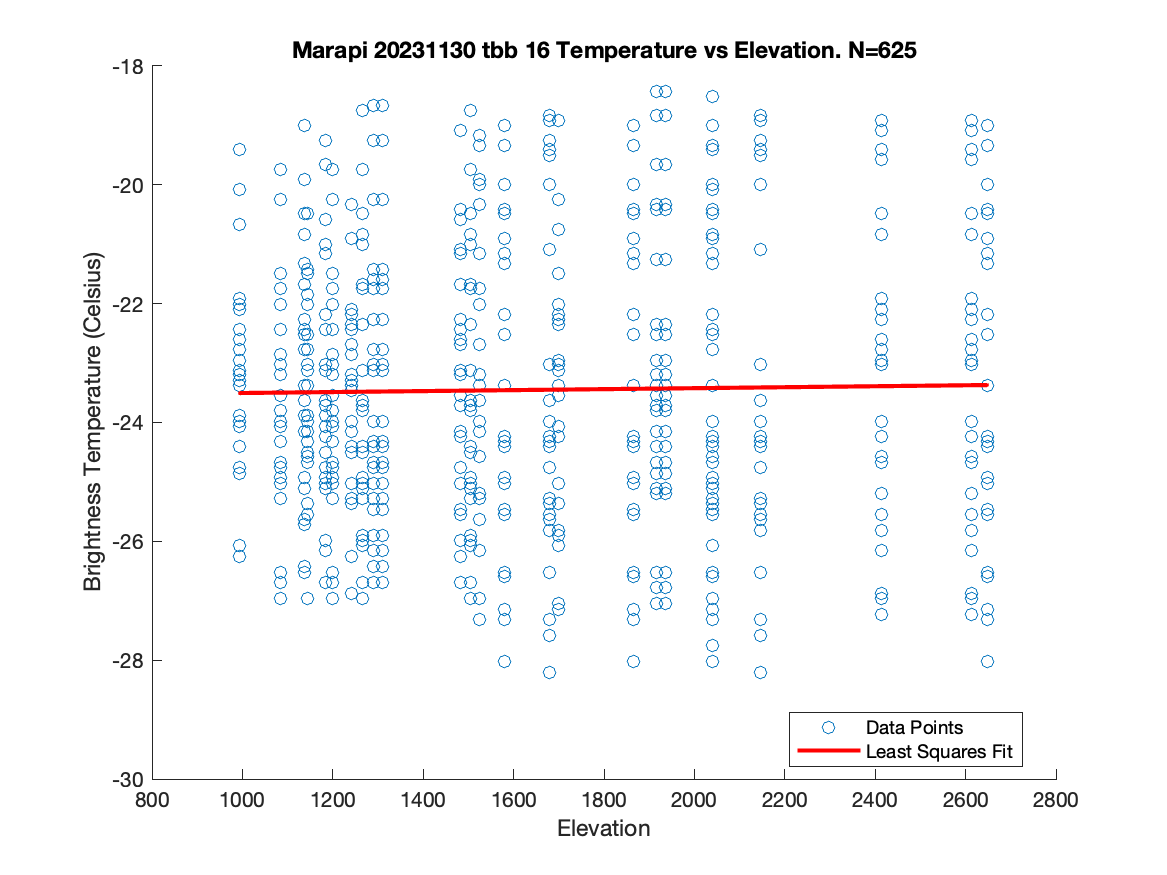 Marapi 20231130 tbb 16 Temperature vs Elevation. N=625
-18
-20
-22
-24
-26
-28
-30
Brightness Temperature (Celsius)
Data Points
Least Squares Fit
800 1000 1200 1400 1600 1800 2000 2200 2400 2600 2800
Elevation